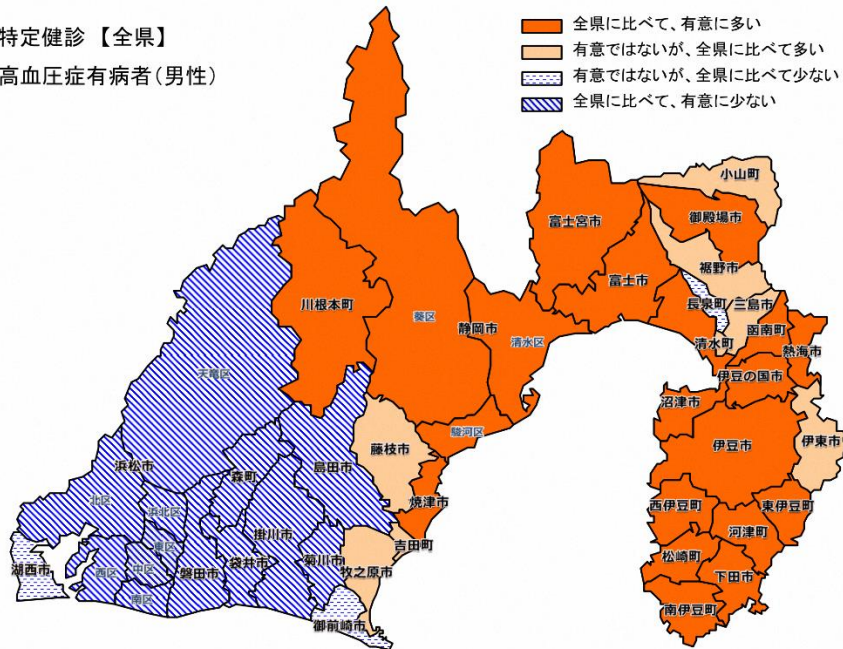 特定健診 【全県】
高血圧症有病者(男性)
全県に比べて、有意に多い
有意ではないが、全県に比べて多い
有意ではないが、全県に比べて少ない
全県に比べて、有意に少ない
小山町
御殿場市
富士宮市
裾野市
富士市
長泉町
三島市
川根本町
葵区
静岡市
清水区
清水町
函南町
熱海市
伊豆の国市
天竜区
沼津市
駿河区
伊豆市
伊東市
藤枝市
浜松市
島田市
森町
北区
焼津市
西伊豆町
東伊豆町
浜北区
掛川市
河津町
吉田町
東区
湖西市
西区
中区
磐田市
袋井市
菊川市
牧之原市
松崎町
下田市
南区
南伊豆町
御前崎市